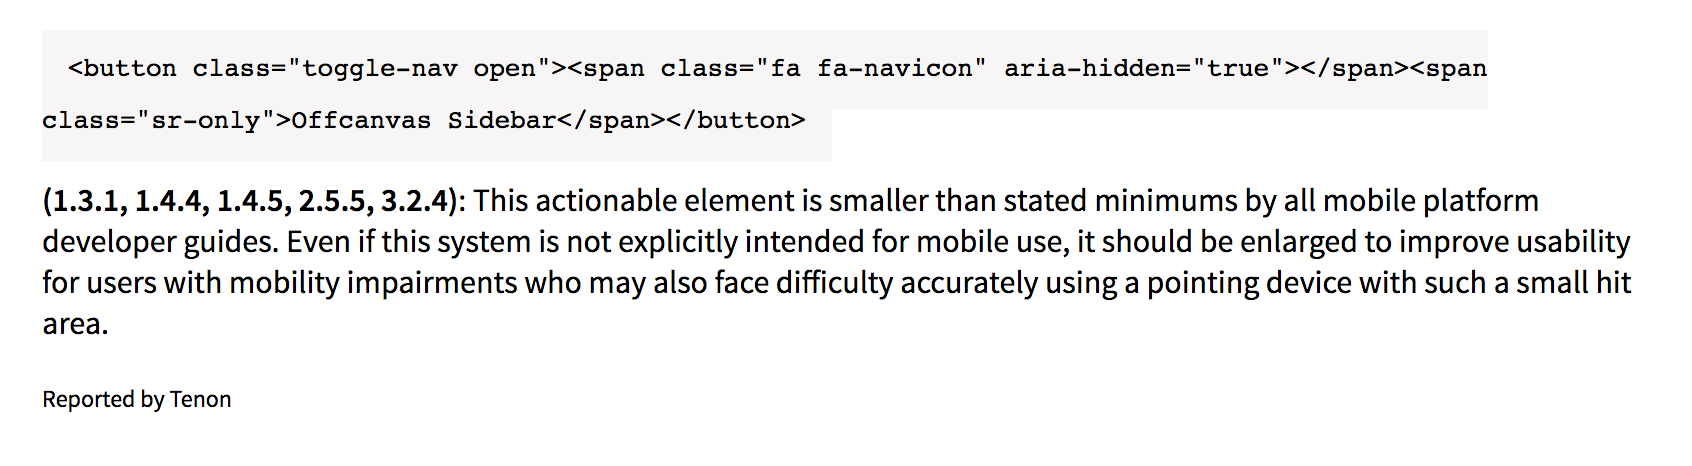 <button class="toggle-nav open"><span class="fa fa-navicon" aria-hidden="true"></span><span
class="sr-only">Offcanvas Sidebar</span></button>
(1.3.1, 1.4.4, 1.4.5, 2.5.5, 3.2.4): This actionable element is smaller than stated minimums by all mobile platform
developer guides. Even if this system is not explicitly intended for mobile use, it should be enlarged to improve usability
for users with mobility impairments who may also face difficulty accurately using a pointing device with such a small hit
area.
Reported by Tenon